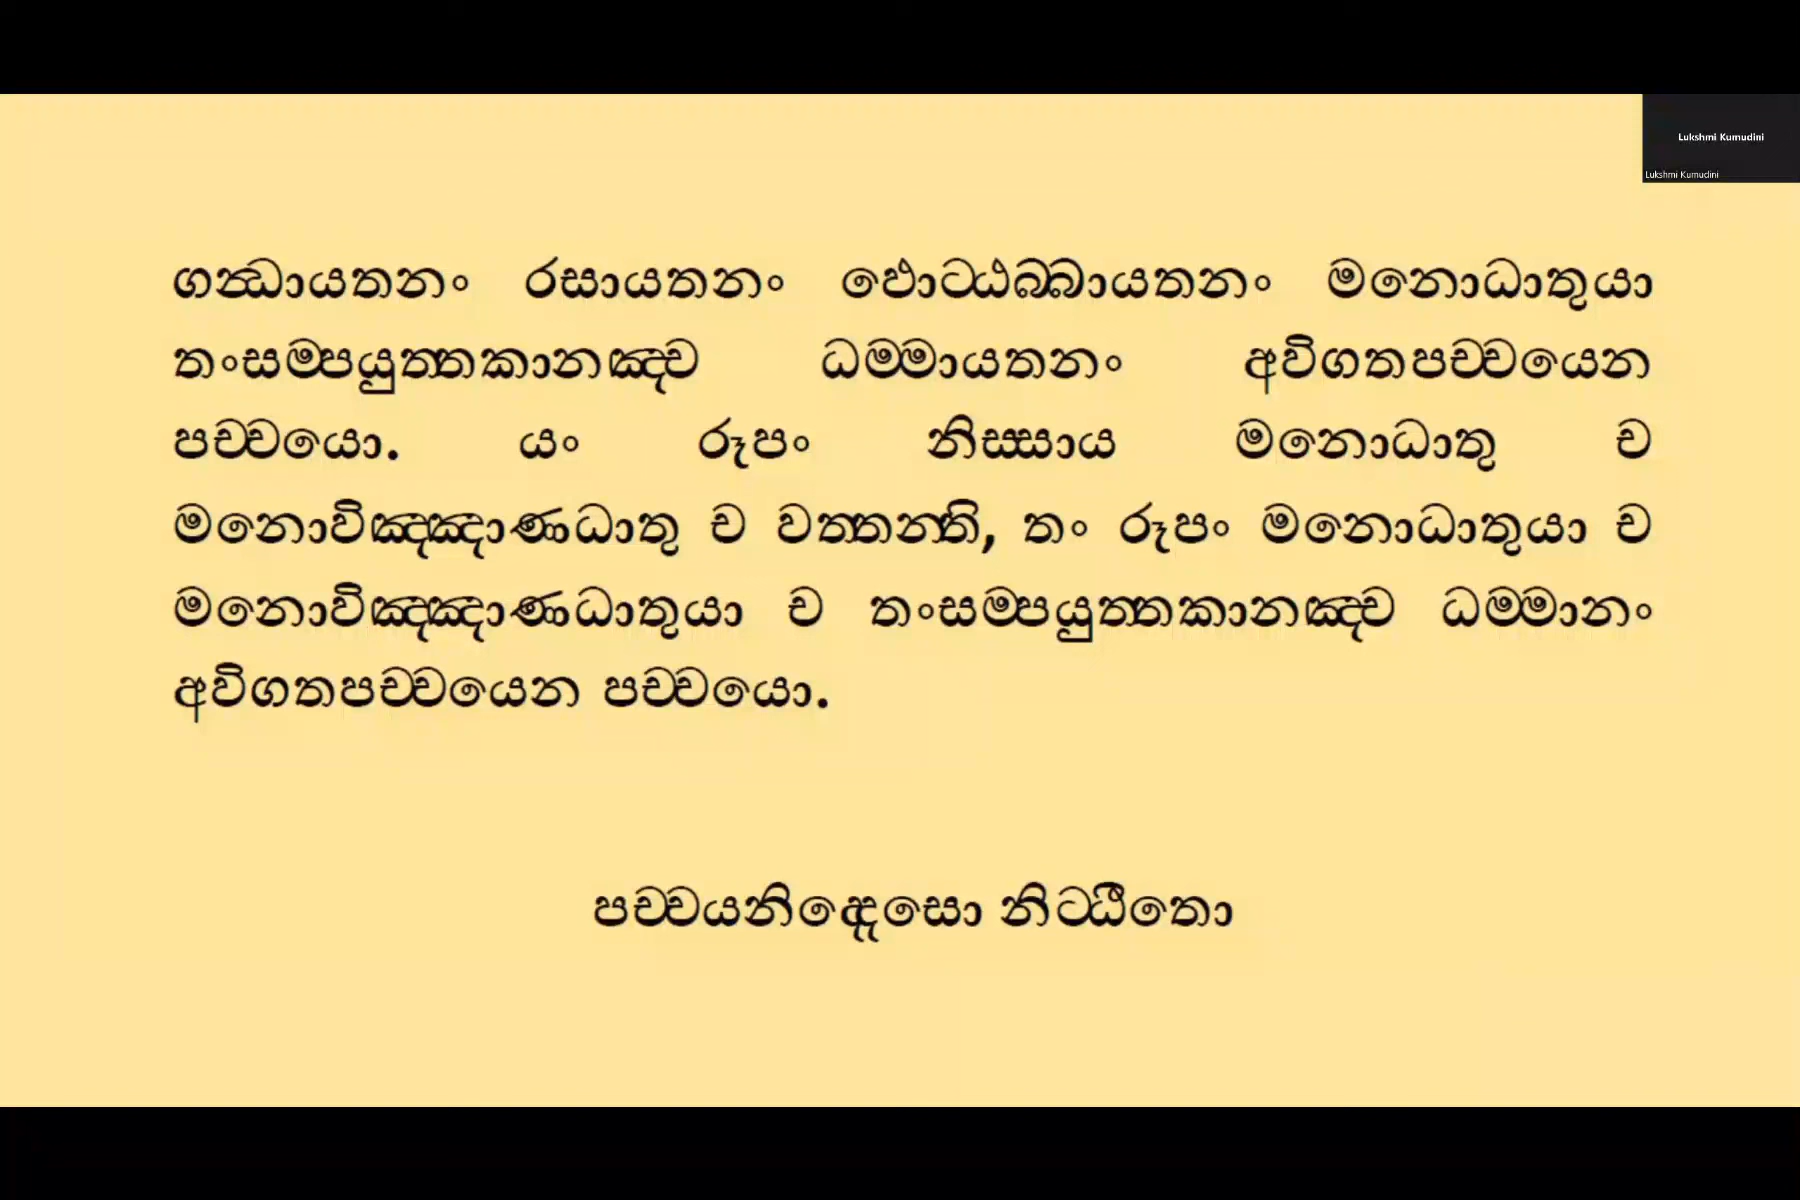 Lukshmi Kumudini
Lukshmi Kumudini
ගන්‍ධායතනං රසායතනං ඵොට‍්ඨබ‍්බායතනං මනොධාතුයා
තංසම‍්පයුත‍්තකානඤ‍්ච ධම‍්මායතනං අවිගතපච‍්චයෙන
පච‍්චයො. යං රූපං නිස‍්සාය මනොධාතු ච
මනොවිඤ‍්ඤාණධාතු ච වත‍්තන‍්ති, තං රූපං මනොධාතුයා ච
මනොවිඤ‍්ඤාණධාතුයා ච තංසම‍්පයුත‍්තකානඤ‍්ච ධම‍්මානං
අවිගතපච‍්චයෙන පච‍්චයො.
පච‍්චයනිද‍්දෙසො නිට‍්ඨිතො